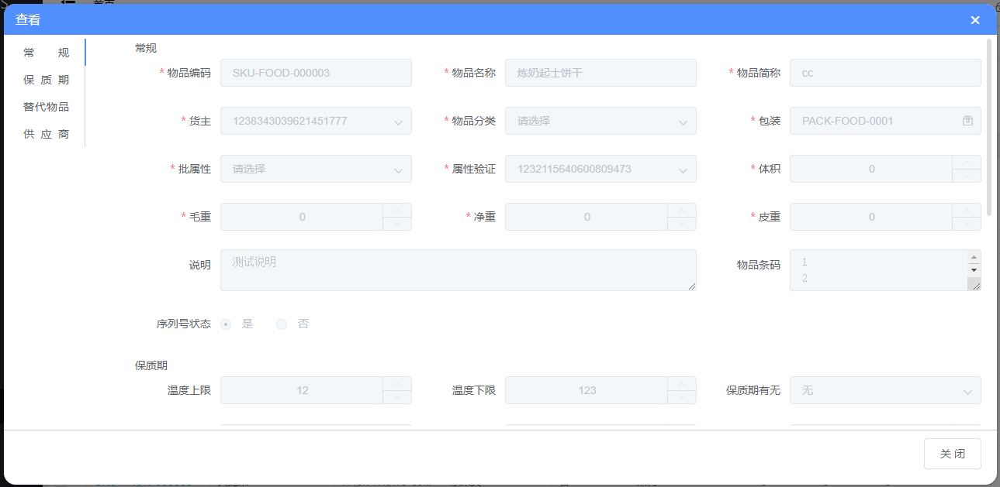 查看
常 规
保 质 期
替代物品
供 应 商
常规
* 物品编码 SKU-FOOD-000003 * 物品名称 炼奶起士饼干 * 物品简称 cc
* 货主 1238343039621451777 * 物品分类 请选择 * 包装 PACK-FOOD-0001
* 批属性 请选择 * 属性验证 1232115640600809473 * 体积 0
* 毛重 0 * 净重 0 * 皮重 0
说明 测试说明 物品条码 1
2
序列号状态 是 否
保质期
温度上限 12 温度下限 123 保质期有无 无
关 闭